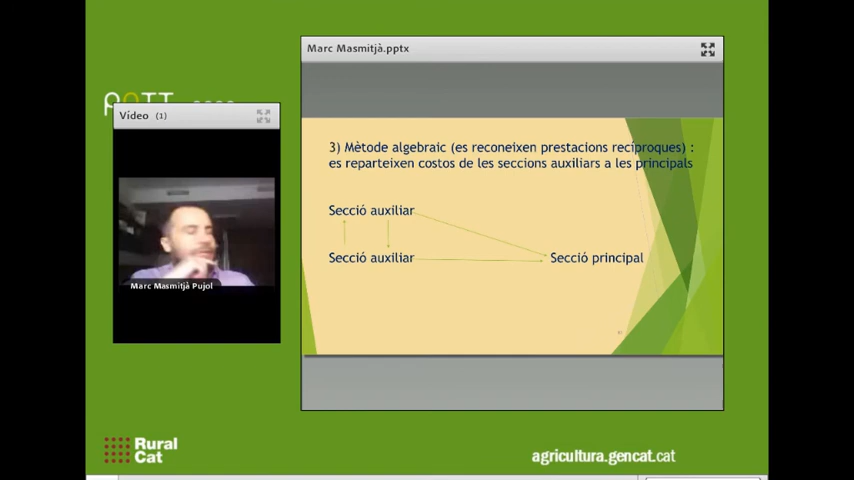 Marc Masmitjà.pptx
Vídeo (1)
3) Mètode algebraic (es reconeixen prestacions recíproques) :
es reparteixen costos de les seccions auxiliars a les principals
Secció auxiliar
Secció auxiliar
Secció principal
Marc Masmitjà Pujol
Rural
Cat
agricultura.gencat.cat